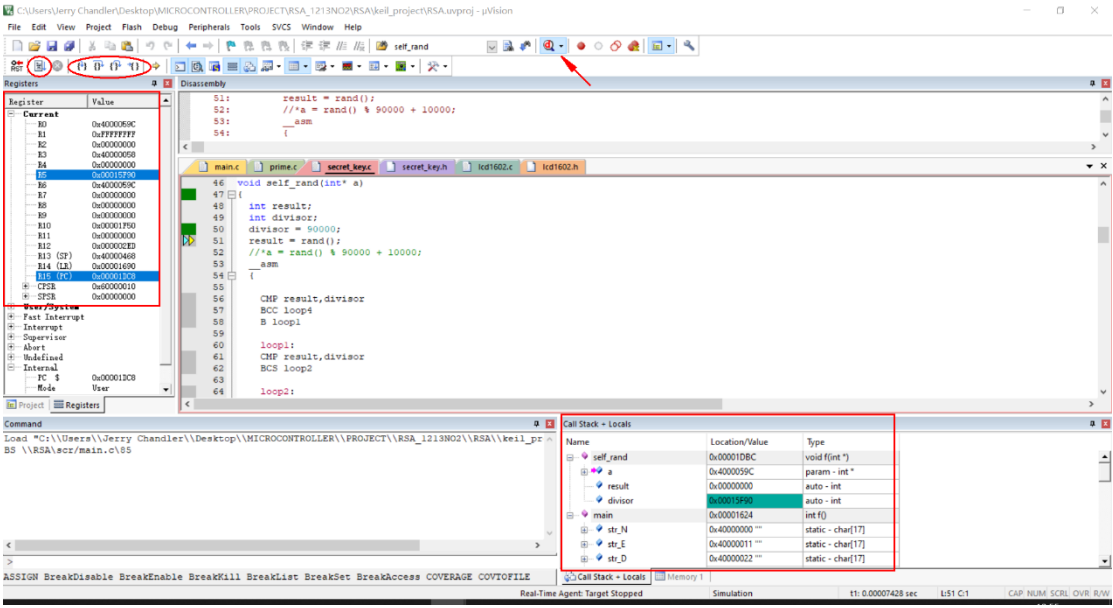 C:\Users\Jerry Chandler\Desktop\MICROCONTROLLER\PROJECT\RSA_1213NO2\RSA\keil_project\RSA.uvproj - µVision
File Edit View Project Flash Debug Peripherals Tools SVCS Window Help
self_rand
RST
Registers
Register Value
Current
R0 0x4000059C
R1 0xFFFFFFFF
R2 0x00000000
R3 0x40000058
R4 0x00000000
R5 0x00015F90
R6 0x4000059C
R7 0x00000000
R8 0x00000000
R9 0x00000000
R10 0x00001F50
R11 0x00000000
R12 0x000002ED
R13 (SP) 0x40000468
R14 (LR) 0x00001690
R15 (PC) 0x00001DC8
CPSR 0x60000010
SPSR 0x00000000
User/System
Fast Interrupt
Interrupt
Supervisor
Abort
Undefined
Internal
PC $ 0x00001DC8
Mode User
Project Registers
Disassembly
51: result = rand();
52: //*a = rand() % 90000 + 10000;
53: __asm
54: {
main.c prime.c secret_key.c secret_key.h lcd1602.c lcd1602.h
46 void self_rand(int* a)
47 {
48 int result;
49 int divisor;
50 divisor = 90000;
51 result = rand();
52 //*a = rand() % 90000 + 10000;
53 __asm
54 {
55
56 CMP result,divisor
57 BCC loop4
58 B loop1
59
60 loop1:
61 CMP result,divisor
62 BCS loop2
63
64 loop2:
Command
Load "C:\\Users\\Jerry Chandler\\Desktop\\MICROCONTROLLER\\PROJECT\\RSA_1213NO2\\RSA\\keil_pr
BS \\RSA\scr/main.c\85
>
ASSIGN BreakDisable BreakEnable BreakKill BreakList BreakSet BreakAccess COVERAGE COVTOFILE
Call Stack + Locals
Name Location/Value Type
self_rand 0x00001DBC void f(int *)
a 0x4000059C param - int *
result 0x00000000 auto - int
divisor 0x00015F90 auto - int
main 0x00001624 int f()
str_N 0x40000000 "" static - char[17]
str_E 0x40000011 "" static - char[17]
str_D 0x40000022 "" static - char[17]
Call Stack + Locals Memory 1
Real-Time Agent: Target Stopped Simulation t1: 0.00007428 sec L:51 C:1 CAP NUM SCRL OVR R/W